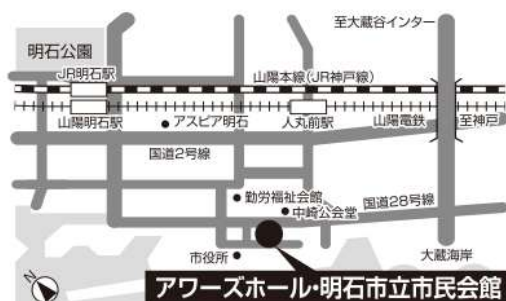 至大蔵谷インター
明石公園
JR明石駅
山陽本線(JR神戸線)
山陽明石駅
アスピア明石
人丸前駅
山陽電鉄
至神戸
国道2号線
勤労福祉会館
中崎公会堂
国道28号線
市役所
大蔵海岸
N
アワーズホール・明石市立市民会館